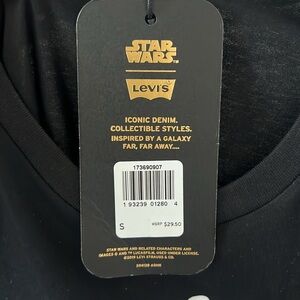 STAR
WARS
Levi's
ICONIC DENIM.
COLLECTIBLE STYLES.
INSPIRED BY A GALAXY
FAR, FAR AWAY....
173690907
1 93239 01280 4
S
MSRP $29.50
STAR WARS AND RELATED CHARACTERS AND
IMAGES © AND ™ LUCASFILM, USED UNDER LICENSE.
©2019 LEVI STRAUSS & CO.